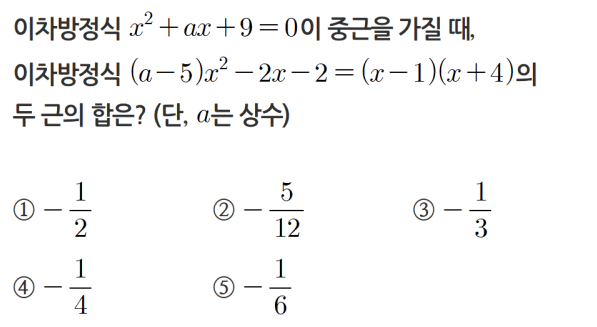 이차방정식 x² + ax + 9 = 0이 중근을 가질 때,
이차방정식 (a − 5)x² − 2x − 2 = (x − 1)(x + 4)의
두 근의 합은? (단, a는 상수)
① −1/2 ② −5/12 ③ −1/3
④ −1/4 ⑤ −1/6